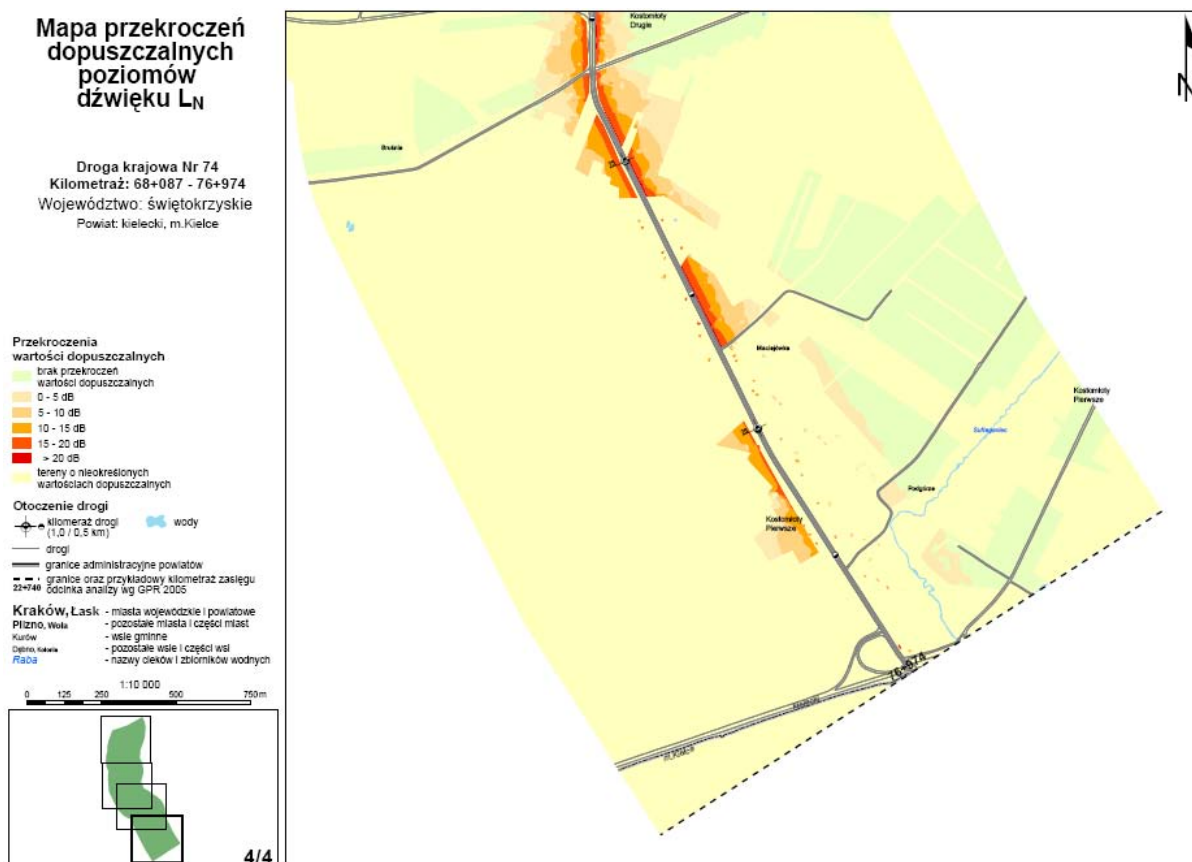 Mapa przekroczeń
dopuszczalnych
poziomów
dźwięku LN
Droga krajowa Nr 74
Kilometraż: 68+087 - 76+974
Województwo: świętokrzyskie
Powiat: kielecki, m.Kielce
Przekroczenia
wartości dopuszczalnych
brak przekroczeń
wartości dopuszczalnych
0 - 5 dB
5 - 10 dB
10 - 15 dB
15 - 20 dB
> 20 dB
tereny o nieokreślonych
wartościach dopuszczalnych
Otoczenie drogi
kilometraż drogi
(1,0 / 0,5 km)
wody
drogi
granice administracyjne powiatów
granice oraz przykładowy kilometraż zasięgu
22+740 odcinka analizy wg GPR 2005
Kraków, Łask - miasta wojewódzkie i powiatowe
Pilzno, Wola - pozostałe miasta i części miast
Kurów - wsie gminne
Dębno, Kolonia - pozostałe wsie i części wsi
Raba - nazwy cieków i zbiorników wodnych
1:10 000
0 125 250 500 750m
4/4
Kostomłoty
Drugie
N
Maciejówka
Kostomłoty
Pierwsze
Sufraganiec
Podgórze
Kostomłoty
Pierwsze
76+974
m.Kielce